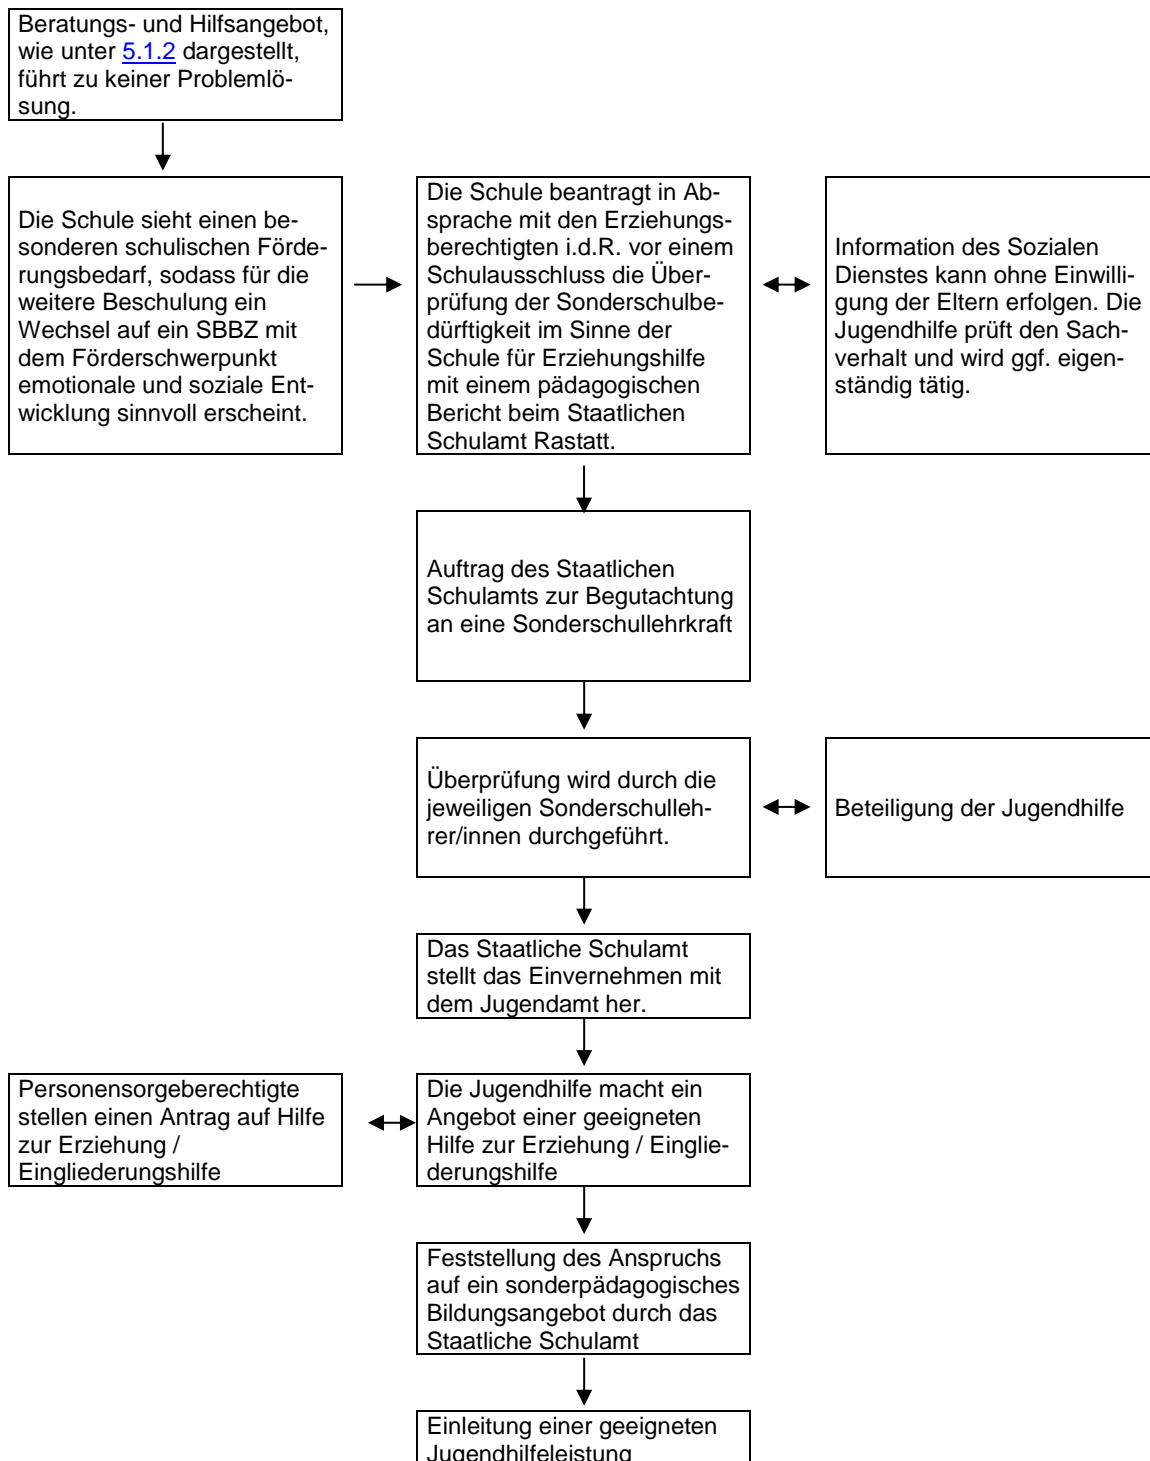 Beratungs- und Hilfsangebot,
wie unter 5.1.2 dargestellt,
führt zu keiner Problemlö-
sung.
Die Schule sieht einen be-
sonderen schulischen Förde-
rungsbedarf, sodass für die
weitere Beschulung ein
Wechsel auf ein SBBZ mit
dem Förderschwerpunkt
emotionale und soziale Ent-
wicklung sinnvoll erscheint.
Die Schule beantragt in Ab-
sprache mit den Erziehungs-
berechtigten i.d.R. vor einem
Schulausschluss die Über-
prüfung der Sonderschulbe-
dürftigkeit im Sinne der
Schule für Erziehungshilfe
mit einem pädagogischen
Bericht beim Staatlichen
Schulamt Rastatt.
Information des Sozialen
Dienstes kann ohne Einwilli-
gung der Eltern erfolgen. Die
Jugendhilfe prüft den Sach-
verhalt und wird ggf. eigen-
ständig tätig.
Auftrag des Staatlichen
Schulamts zur Begutachtung
an eine Sonderschullehrkraft
Überprüfung wird durch die
jeweiligen Sonderschulleh-
rer/innen durchgeführt.
Beteiligung der Jugendhilfe
Das Staatliche Schulamt
stellt das Einvernehmen mit
dem Jugendamt her.
Personensorgeberechtigte
stellen einen Antrag auf Hilfe
zur Erziehung /
Eingliederungshilfe
Die Jugendhilfe macht ein
Angebot einer geeigneten
Hilfe zur Erziehung / Einglie-
derungshilfe
Feststellung des Anspruchs
auf ein sonderpädagogisches
Bildungsangebot durch das
Staatliche Schulamt
Einleitung einer geeigneten
Jugendhilfeleistung